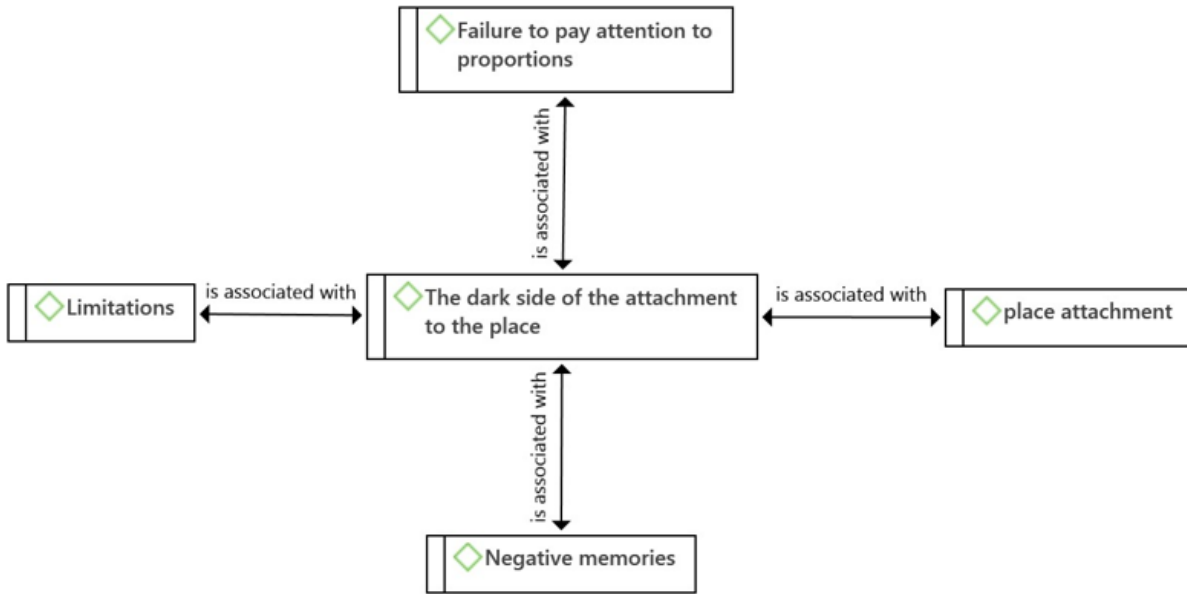 Failure to pay attention to
proportions
is associated with
Limitations
is associated with
The dark side of the attachment
to the place
is associated with
place attachment
is associated with
Negative memories